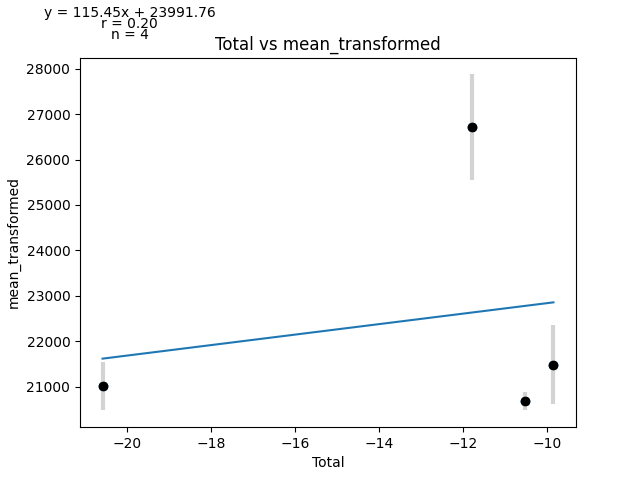 y = 115.45x + 23991.76
r = 0.20
n = 4
Total vs mean_transformed
28000
27000
26000
25000
24000
23000
22000
21000
mean_transformed
−20
−18
−16
−14
−12
−10
Total